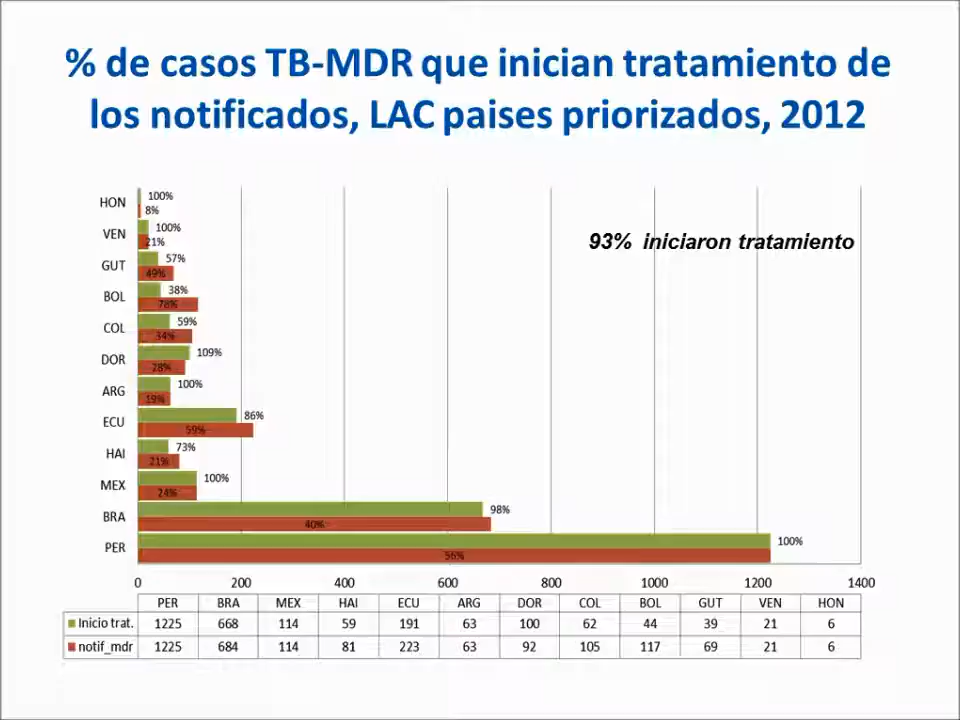 % de casos TB-MDR que inician tratamiento de
los notificados, LAC paises priorizados, 2012
93% iniciaron tratamiento
HON 100%
8%
VEN 100%
21%
GUT 57%
49%
BOL 38%
78%
COL 59%
34%
DOR 109%
28%
ARG 100%
19%
ECU 86%
59%
HAI 73%
21%
MEX 100%
24%
BRA 98%
40%
PER 100%
56%
0 200 400 600 800 1000 1200 1400
PER BRA MEX HAI ECU ARG DOR COL BOL GUT VEN HON
Inicio trat. 1225 668 114 59 191 63 100 62 44 39 21 6
notif_mdr 1225 684 114 81 223 63 92 105 117 69 21 6